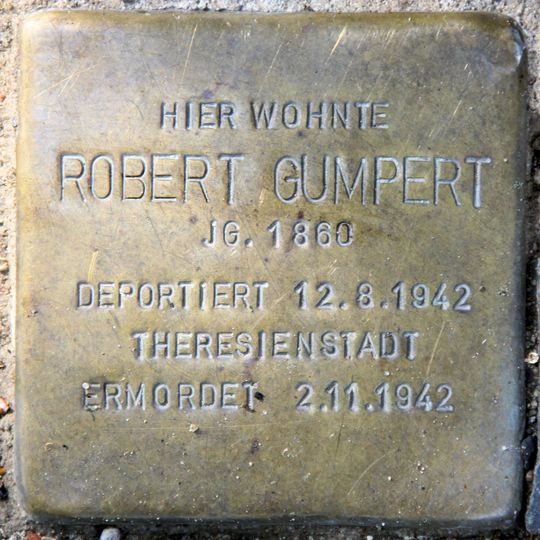 HIER WOHNTE
ROBERT GUMPERT
JG. 1860
DEPORTIERT 12.8.1942
THERESIENSTADT
ERMORDET 2.11.1942